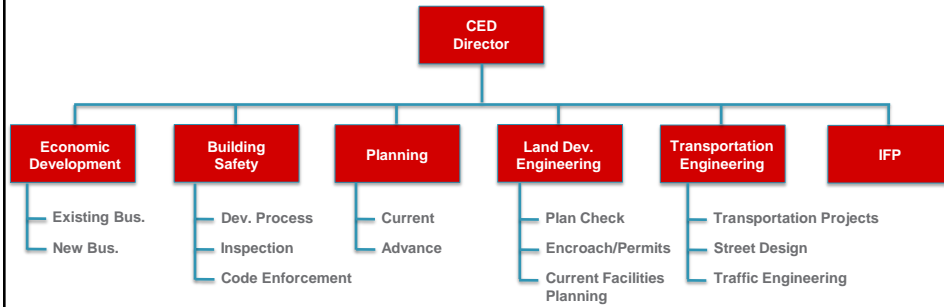 CED
Director
Economic
Development
Building
Safety
Planning
Land Dev.
Engineering
Transportation
Engineering
IFP
Existing Bus.
New Bus.
Dev. Process
Inspection
Code Enforcement
Current
Advance
Plan Check
Encroach/Permits
Current Facilities
Planning
Transportation Projects
Street Design
Traffic Engineering